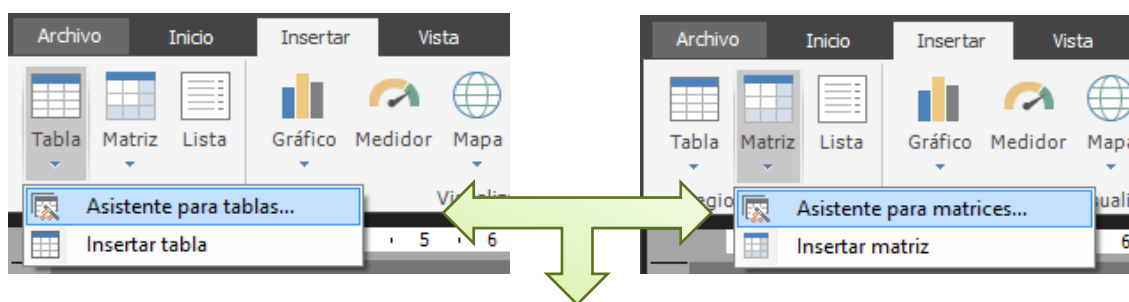 Archivo Inicio Insertar Vista
Tabla Matriz Lista Gráfico Medidor Mapa
Asistente para tablas...
Insertar tabla
5 6
Archivo Inicio Insertar Vista
Tabla Matriz Lista Gráfico Medidor Mapa
Asistente para matrices...
Insertar matriz
6